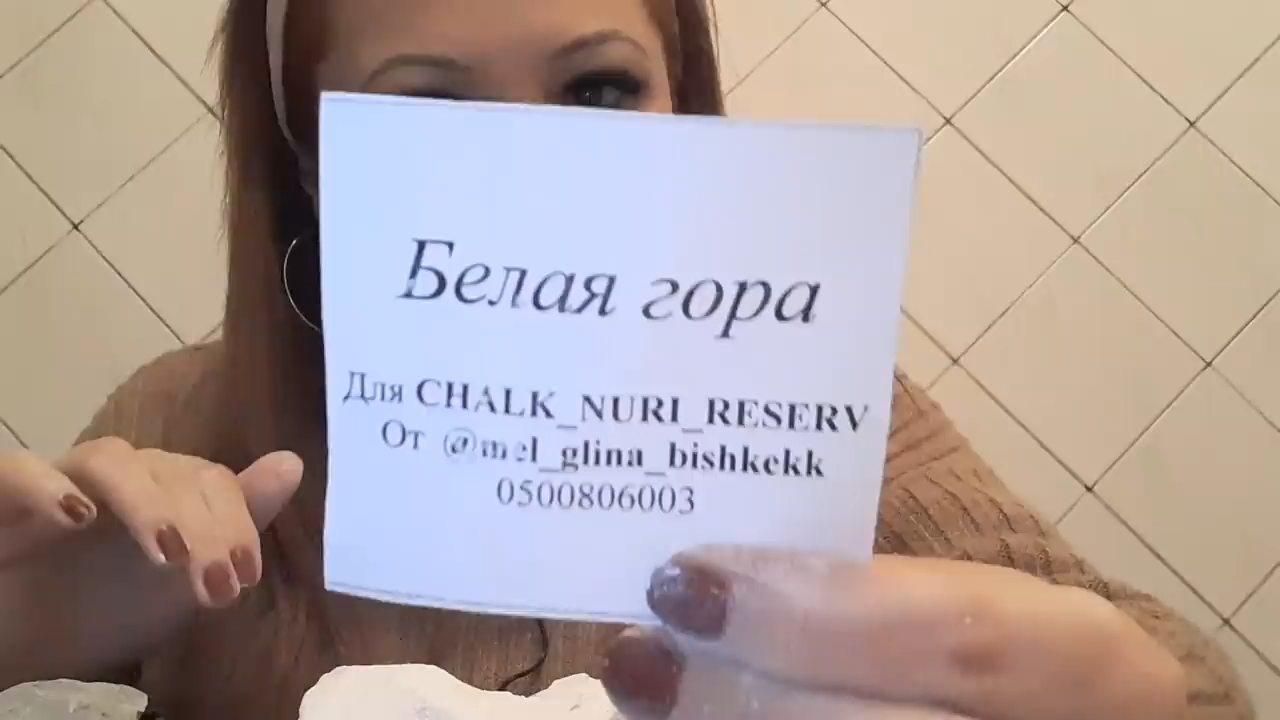 Белая гора
Для CHALK_NURI_RESERV
От @mel_glina_bishkekk
0500806003